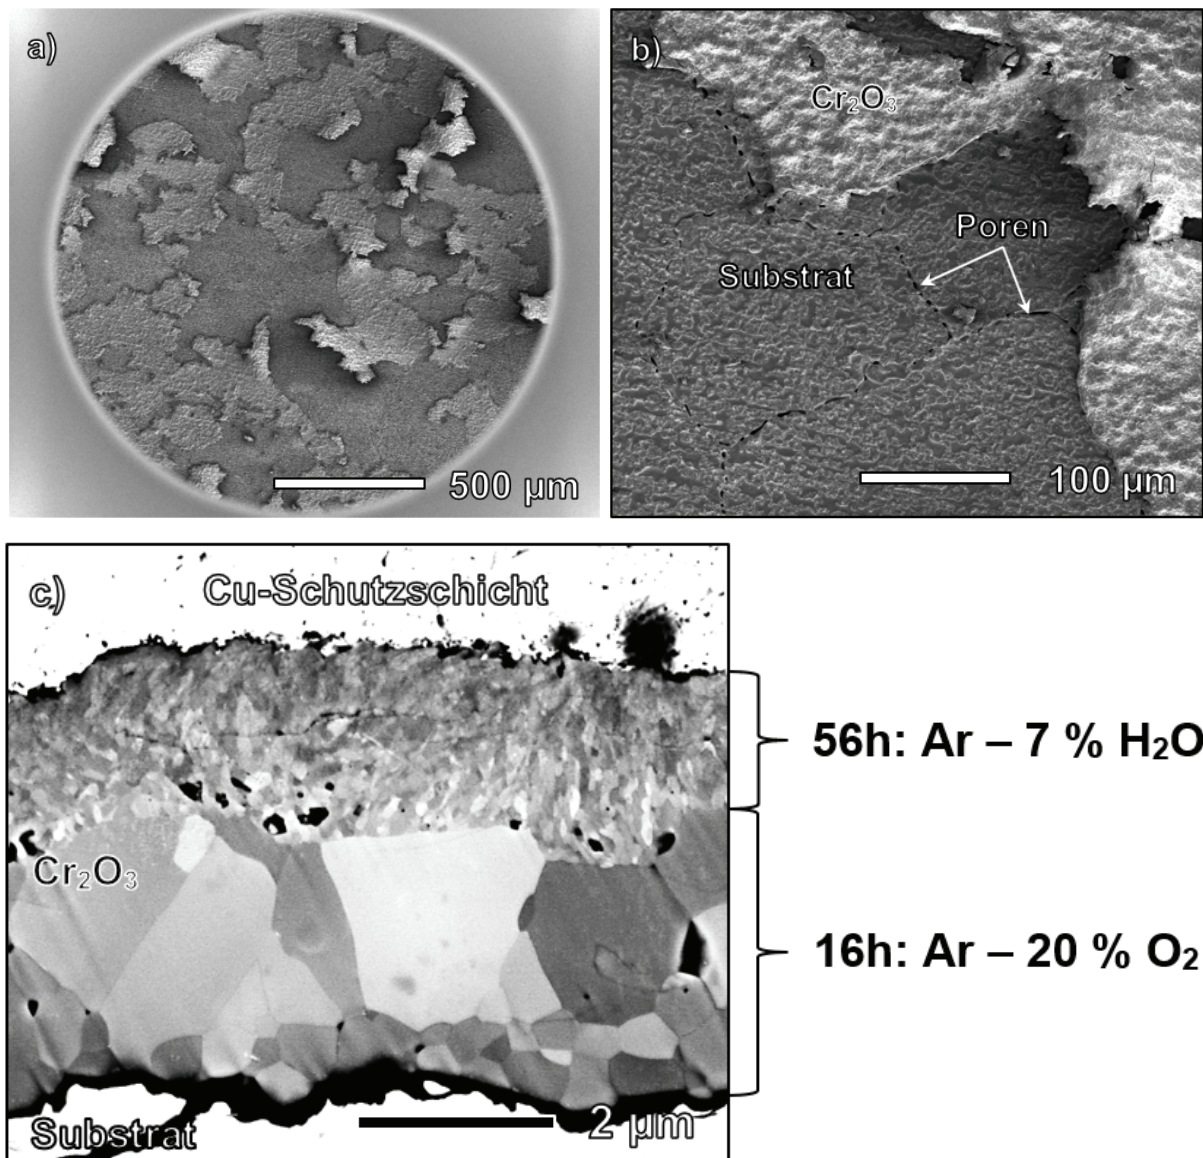 a)
500 µm
b)
Cr₂O₃
Poren
Substrat
100 µm
c)
Cu-Schutzschicht
56h: Ar – 7 % H₂O
Cr₂O₃
16h: Ar – 20 % O₂
2 µm
Substrat